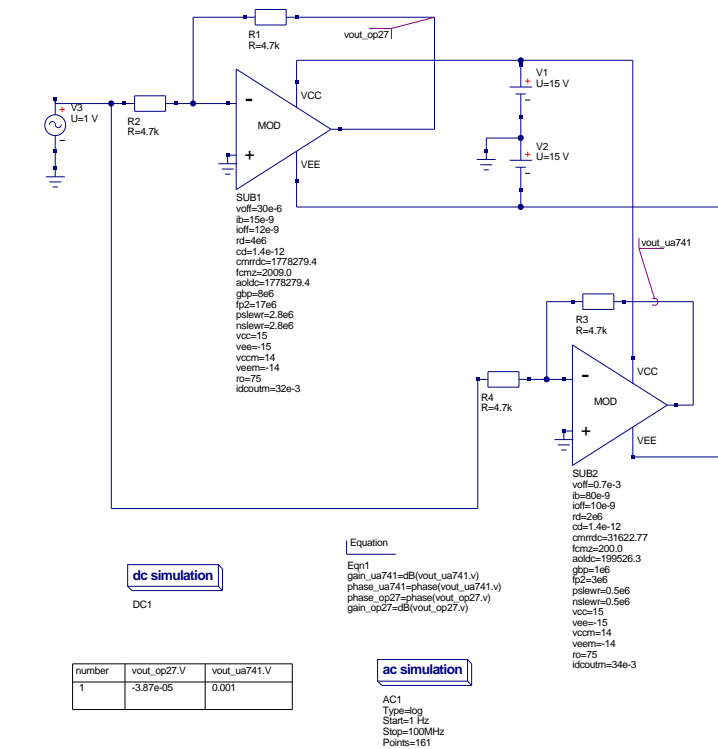 R1
R=4.7k
vout_op27
V3
U=1 V
R2
R=4.7k
VCC
MOD
VEE
V1
U=15 V
V2
U=15 V
SUB1
voff=30e-6
ib=15e-9
ioff=12e-9
rd=4e6
cd=1.4e-12
cmrrdc=1778279.4
fcmz=2009.0
aoldc=1778279.4
gbp=8e6
fp2=17e6
pslewr=2.8e6
nslewr=2.8e6
vcc=15
vee=-15
vccm=14
veem=-14
ro=75
idcoutm=32e-3
vout_ua741
R3
R=4.7k
R4
R=4.7k
VCC
MOD
VEE
SUB2
voff=0.7e-3
ib=80e-9
ioff=10e-9
rd=2e6
cd=1.4e-12
cmrrdc=31622.77
fcmz=200.0
aoldc=199526.3
gbp=1e6
fp2=3e6
pslewr=0.5e6
nslewr=0.5e6
vcc=15
vee=-15
vccm=14
veem=-14
ro=75
idcoutm=34e-3
dc simulation
DC1
Equation
Eqn1
gain_ua741=dB(vout_ua741.v)
phase_ua741=phase(vout_ua741.v)
phase_op27=phase(vout_op27.v)
gain_op27=dB(vout_op27.v)
number vout_op27.V vout_ua741.V
1 -3.87e-05 0.001
ac simulation
AC1
Type=log
Start=1 Hz
Stop=100MHz
Points=161